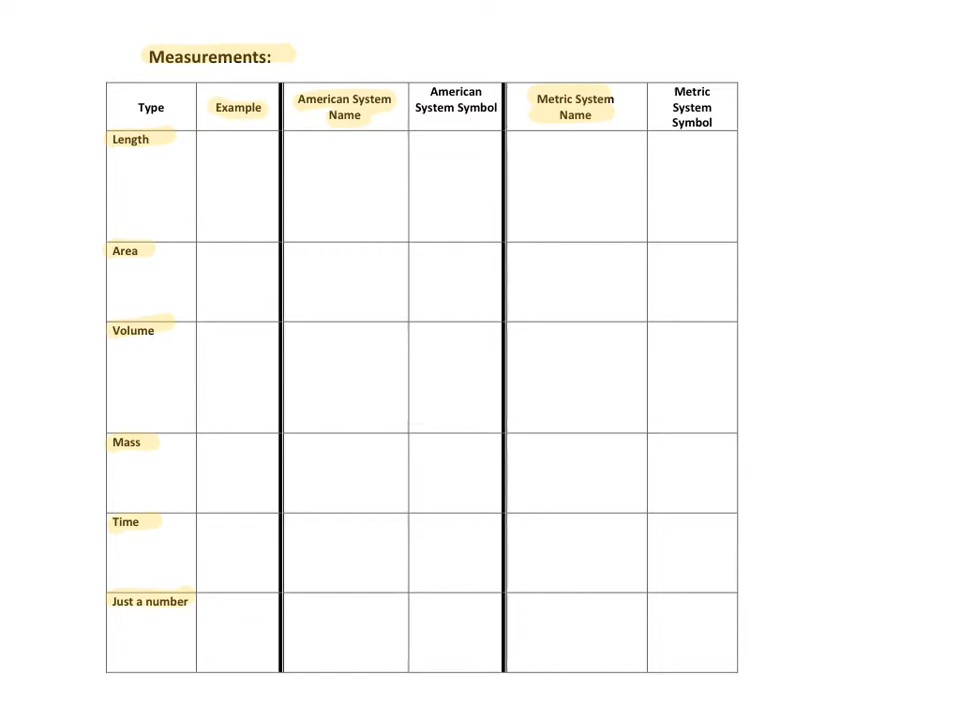 Measurements:
Type
Example
American System
Name
American
System Symbol
Metric System
Name
Metric
System
Symbol
Length
Area
Volume
Mass
Time
Just a number